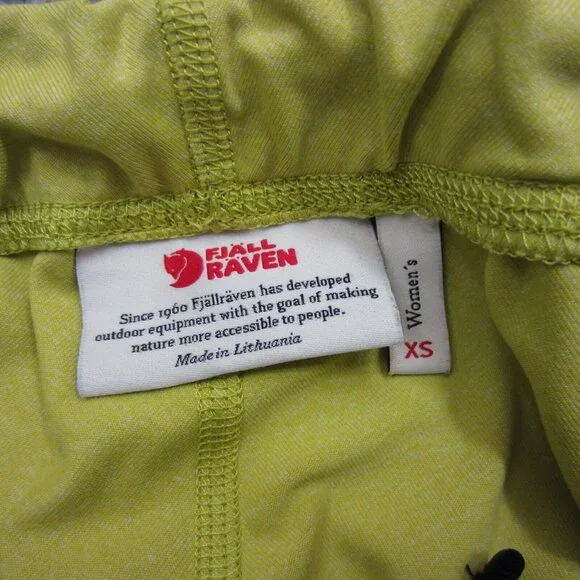 FJÄLL
RÄVEN
Since 1960 Fjällräven has developed
outdoor equipment with the goal of making
nature more accessible to people.
Made in Lithuania
Women´s
XS